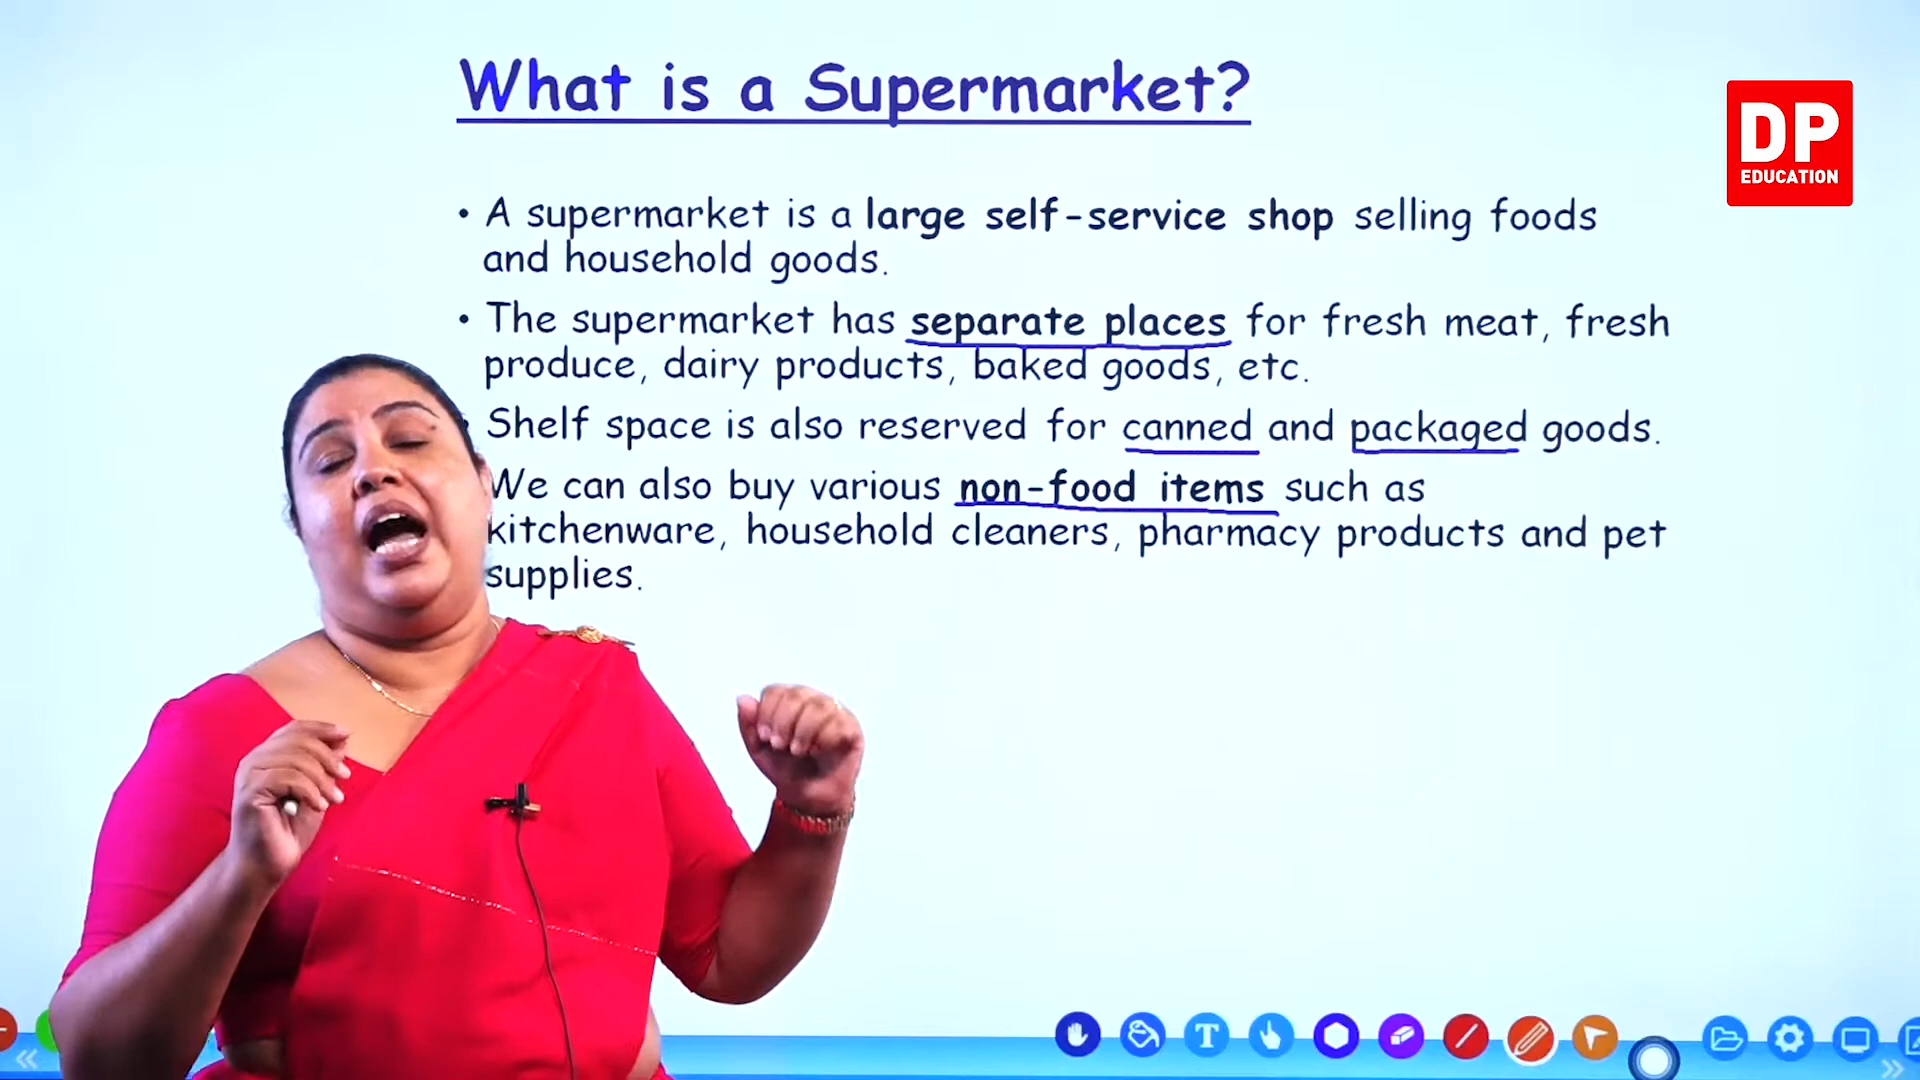 What is a Supermarket?
DP
EDUCATION
• A supermarket is a large self-service shop selling foods
and household goods.
• The supermarket has separate places for fresh meat, fresh
produce, dairy products, baked goods, etc.
Shelf space is also reserved for canned and packaged goods.
We can also buy various non-food items such as
kitchenware, household cleaners, pharmacy products and pet
supplies.
T